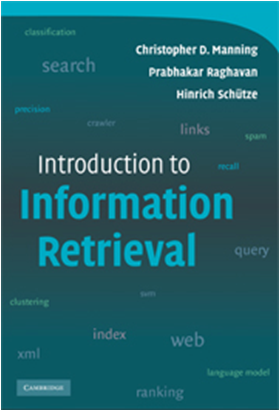 classification
Christopher D. Manning
search
Prabhakar Raghavan
Hinrich Schütze
precision
crawler
links
spam
Introduction to
recall
Information
Retrieval
query
svm
clustering
index
web
xml
language model
CAMBRIDGE
ranking